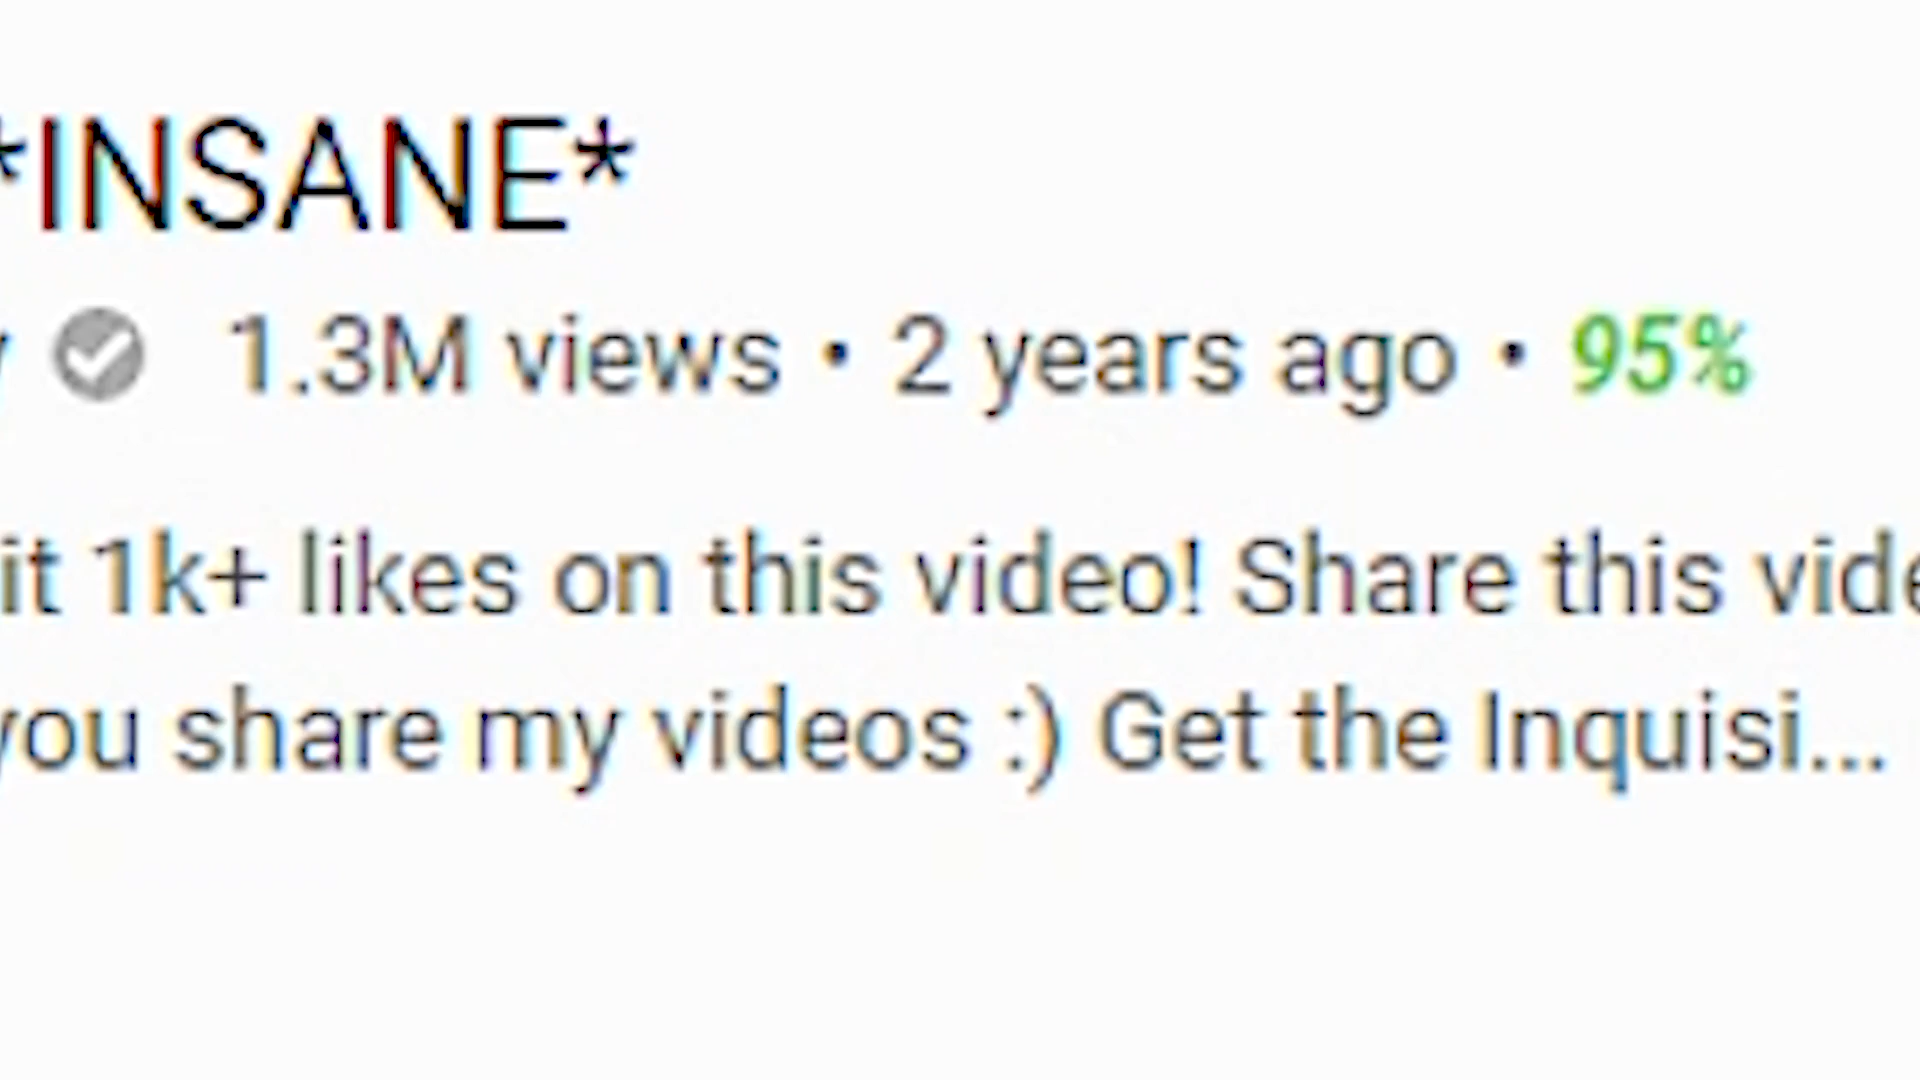 *INSANE*
1.3M views • 2 years ago • 95%
it 1k+ likes on this video! Share this vide
you share my videos :) Get the Inquisi...